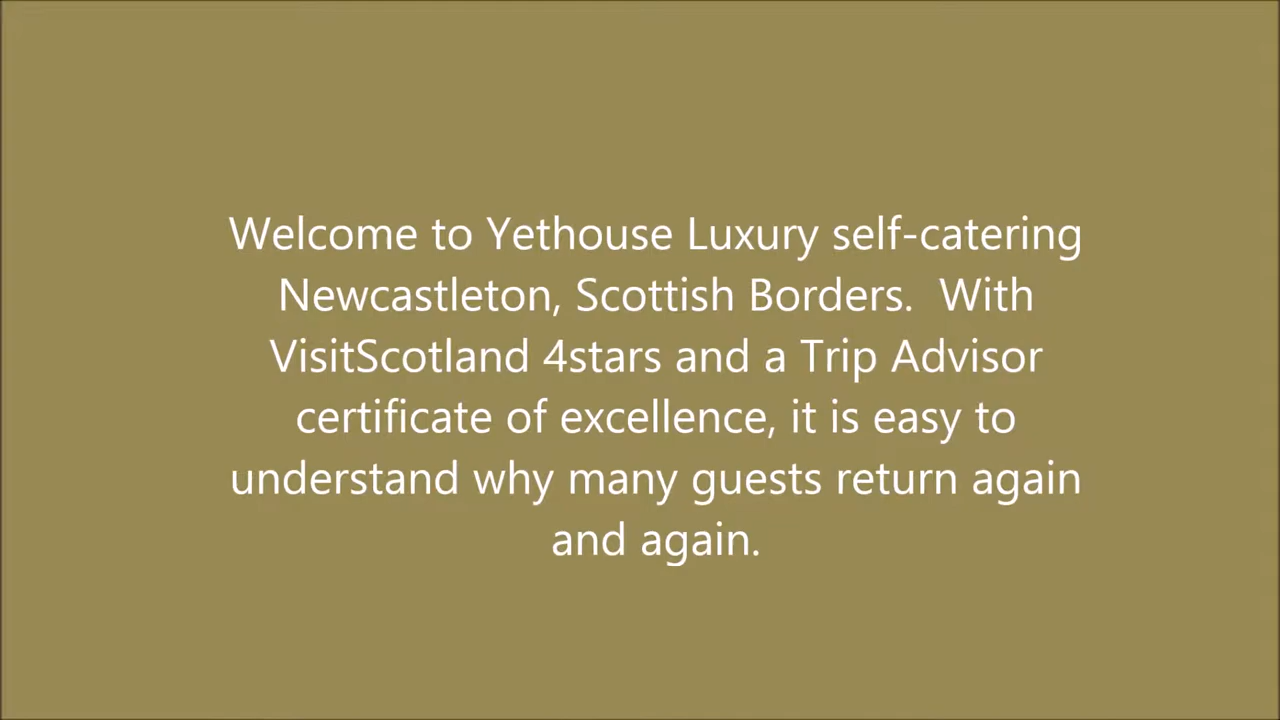 Welcome to Yethouse Luxury self-catering
Newcastleton, Scottish Borders.  With
VisitScotland 4stars and a Trip Advisor
certificate of excellence, it is easy to
understand why many guests return again
and again.